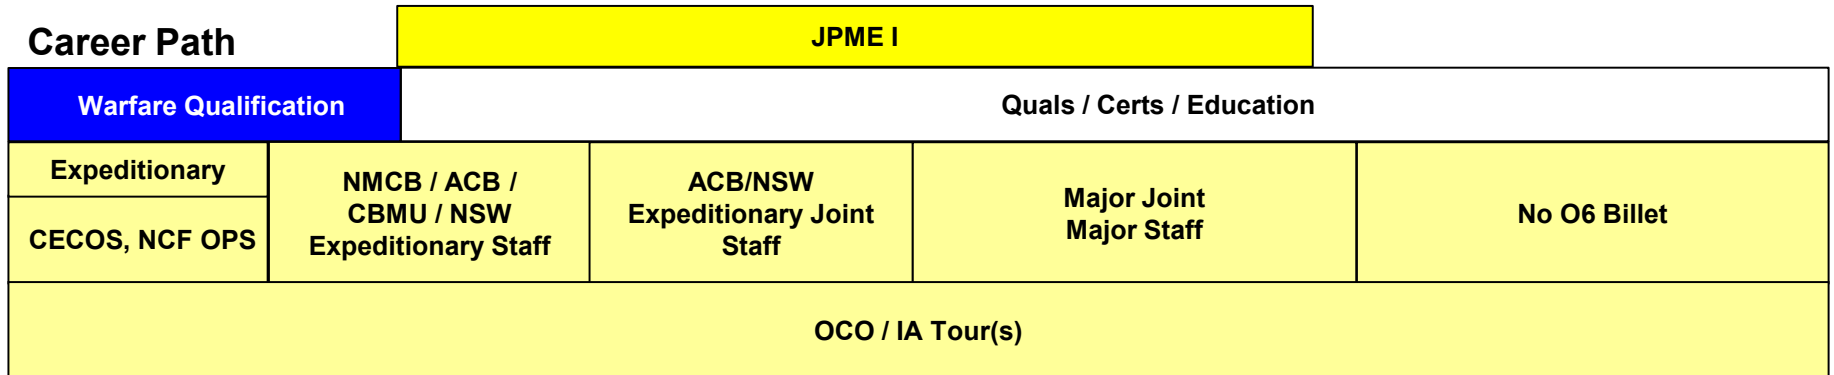 Career Path
JPME I
Warfare Qualification
Quals / Certs / Education
Expeditionary
CECOS, NCF OPS
NMCB / ACB /
CBMU / NSW
Expeditionary Staff
ACB/NSW
Expeditionary Joint
Staff
Major Joint
Major Staff
No O6 Billet
OCO / IA Tour(s)